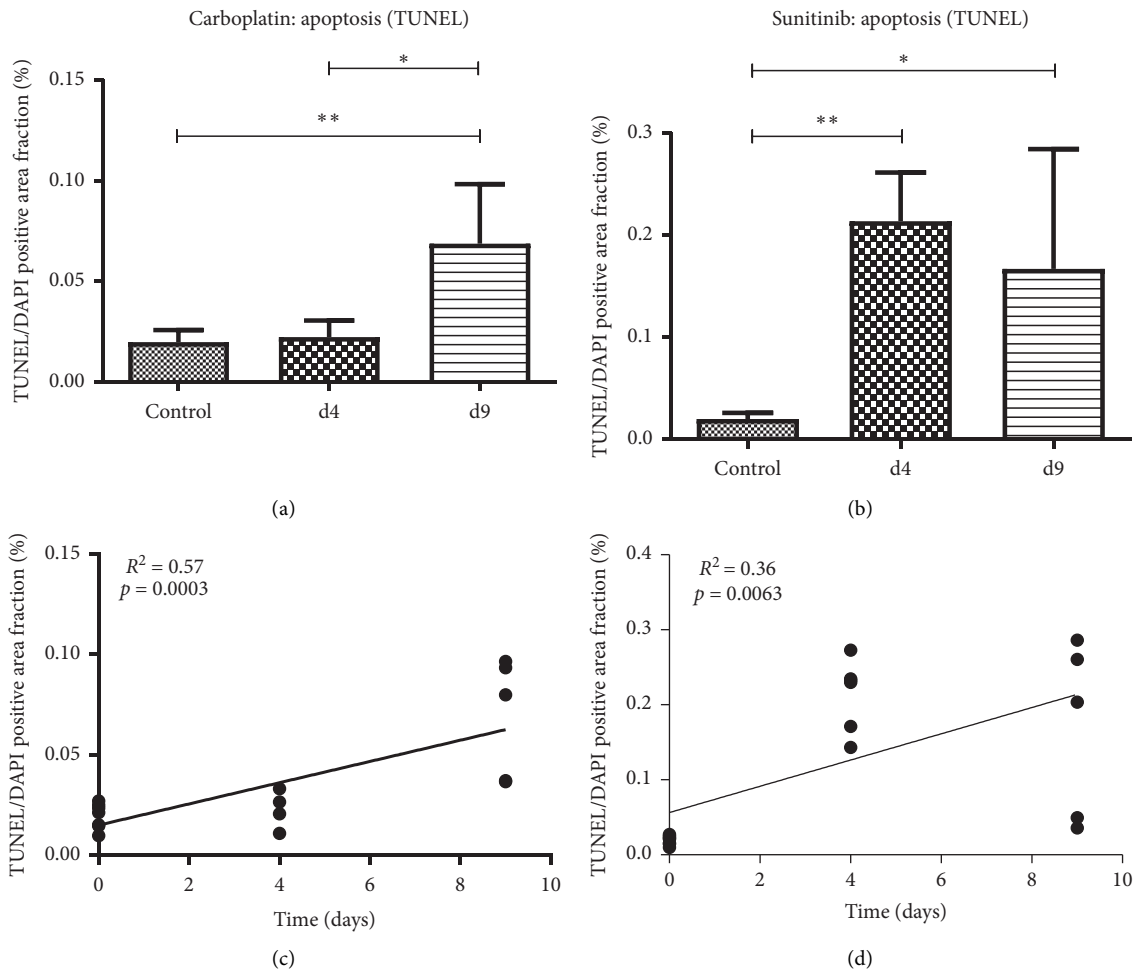 Carboplatin: apoptosis (TUNEL)
TUNEL/DAPI positive area fraction (%)
0.15
0.10
0.05
0.00
*
**
Control
d4
d9
(a)
Sunitinib: apoptosis (TUNEL)
TUNEL/DAPI positive area fraction (%)
0.3
0.2
0.1
0.0
*
**
Control
d4
d9
(b)
TUNEL/DAPI positive area fraction (%)
0.15
0.10
0.05
0.00
R² = 0.57
p = 0.0003
0
2
4
6
8
10
Time (days)
(c)
TUNEL/DAPI positive area fraction (%)
0.4
0.3
0.2
0.1
0.0
R² = 0.36
p = 0.0063
0
2
4
6
8
10
Time (days)
(d)